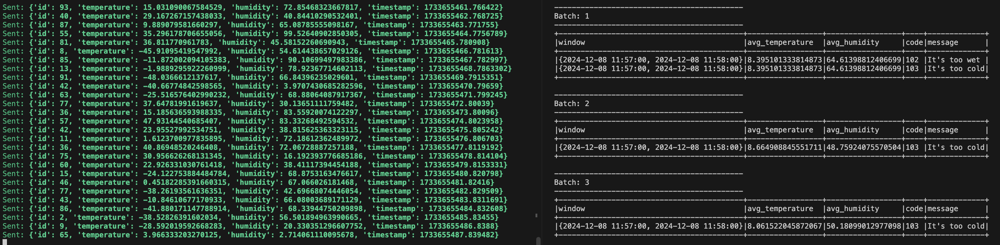 Sent: {'id': 93, 'temperature': 15.031090067584529, 'humidity': 72.85468323667817, 'timestamp': 1733655461.766422}
Sent: {'id': 40, 'temperature': 29.167267157438033, 'humidity': 40.84410290532401, 'timestamp': 1733655462.768725}
Sent: {'id': 87, 'temperature': 9.889079581660297, 'humidity': 65.08785555098167, 'timestamp': 1733655463.771755}
Sent: {'id': 55, 'temperature': 35.296178706655056, 'humidity': 99.52640902850305, 'timestamp': 1733655464.7756789}
Sent: {'id': 81, 'temperature': 36.811770961783, 'humidity': 45.58152260690943, 'timestamp': 1733655465.780908}
Sent: {'id': 8, 'temperature': -45.91095419547992, 'humidity': 54.614438657029126, 'timestamp': 1733655466.781613}
Sent: {'id': 85, 'temperature': -11.872002094105383, 'humidity': 90.10699497983386, 'timestamp': 1733655467.782997}
Sent: {'id': 13, 'temperature': -1.9889295922260999, 'humidity': 78.92367714602113, 'timestamp': 1733655468.7863302}
Sent: {'id': 91, 'temperature': -48.0366612137617, 'humidity': 66.84396235029601, 'timestamp': 1733655469.7915351}
Sent: {'id': 42, 'temperature': -40.66774842598565, 'humidity': 3.9707430685282596, 'timestamp': 1733655470.79659}
Sent: {'id': 63, 'temperature': -25.516576402990232, 'humidity': 68.88064087917367, 'timestamp': 1733655471.799245}
Sent: {'id': 77, 'temperature': 37.64781991619637, 'humidity': 30.13651111759482, 'timestamp': 1733655472.80039}
Sent: {'id': 36, 'temperature': 15.185636593988335, 'humidity': 83.55920074122297, 'timestamp': 1733655473.80096}
Sent: {'id': 57, 'temperature': 47.93144540685407, 'humidity': 83.33268492594532, 'timestamp': 1733655474.8023958}
Sent: {'id': 42, 'temperature': 23.95527992534751, 'humidity': 38.815625363323115, 'timestamp': 1733655475.805242}
Sent: {'id': 11, 'temperature': 1.6123700977835895, 'humidity': 72.18612362489972, 'timestamp': 1733655476.806703}
Sent: {'id': 36, 'temperature': 40.86948520246408, 'humidity': 72.06728887257188, 'timestamp': 1733655477.8119192}
Sent: {'id': 75, 'temperature': 30.956626268131345, 'humidity': 16.192393776685186, 'timestamp': 1733655478.814104}
Sent: {'id': 60, 'temperature': 22.926331030761418, 'humidity': 38.41117394454188, 'timestamp': 1733655479.8153331}
Sent: {'id': 15, 'temperature': -24.122753884484784, 'humidity': 68.8753163476617, 'timestamp': 1733655480.820798}
Sent: {'id': 46, 'temperature': 0.45182285391660315, 'humidity': 67.066026181468, 'timestamp': 1733655481.82416}
Sent: {'id': 77, 'temperature': -38.26193561636351, 'humidity': 42.69668074446054, 'timestamp': 1733655482.829509}
Sent: {'id': 43, 'temperature': -10.84610677170933, 'humidity': 66.08003689171129, 'timestamp': 1733655483.8311691}
Sent: {'id': 86, 'temperature': -41.880171147788914, 'humidity': 68.33944750209898, 'timestamp': 1733655484.832608}
Sent: {'id': 2, 'temperature': -38.52826391602034, 'humidity': 56.501894963990665, 'timestamp': 1733655485.83455}
Sent: {'id': 9, 'temperature': -28.592019592668283, 'humidity': 20.330351296607752, 'timestamp': 1733655486.8388}
Sent: {'id': 65, 'temperature': 3.966333203270125, 'humidity': 2.714061110095678, 'timestamp': 1733655487.839482}
-------------------------------------------
Batch: 1
-------------------------------------------
+------------------------------------------+-----------------+-----------------+----+-------------+
|window |avg_temperature |avg_humidity |code|message |
+------------------------------------------+-----------------+-----------------+----+-------------+
|{2024-12-08 11:57:00, 2024-12-08 11:58:00}|8.395101333814873|64.61398812406699|102 |It's too wet |
|{2024-12-08 11:57:00, 2024-12-08 11:58:00}|8.395101333814873|64.61398812406699|103 |It's too cold|
+------------------------------------------+-----------------+-----------------+----+-------------+
-------------------------------------------
Batch: 2
-------------------------------------------
+------------------------------------------+-----------------+-----------------+----+-------------+
|window |avg_temperature |avg_humidity |code|message |
+------------------------------------------+-----------------+-----------------+----+-------------+
|{2024-12-08 11:57:00, 2024-12-08 11:58:00}|8.664908845551711|48.75924075570504|103 |It's too cold|
+------------------------------------------+-----------------+-----------------+----+-------------+
-------------------------------------------
Batch: 3
-------------------------------------------
+------------------------------------------+-----------------+-----------------+----+-------------+
|window |avg_temperature |avg_humidity |code|message |
+------------------------------------------+-----------------+-----------------+----+-------------+
|{2024-12-08 11:57:00, 2024-12-08 11:58:00}|8.061522045872067|50.18099012977098|103 |It's too cold|
+------------------------------------------+-----------------+-----------------+----+-------------+